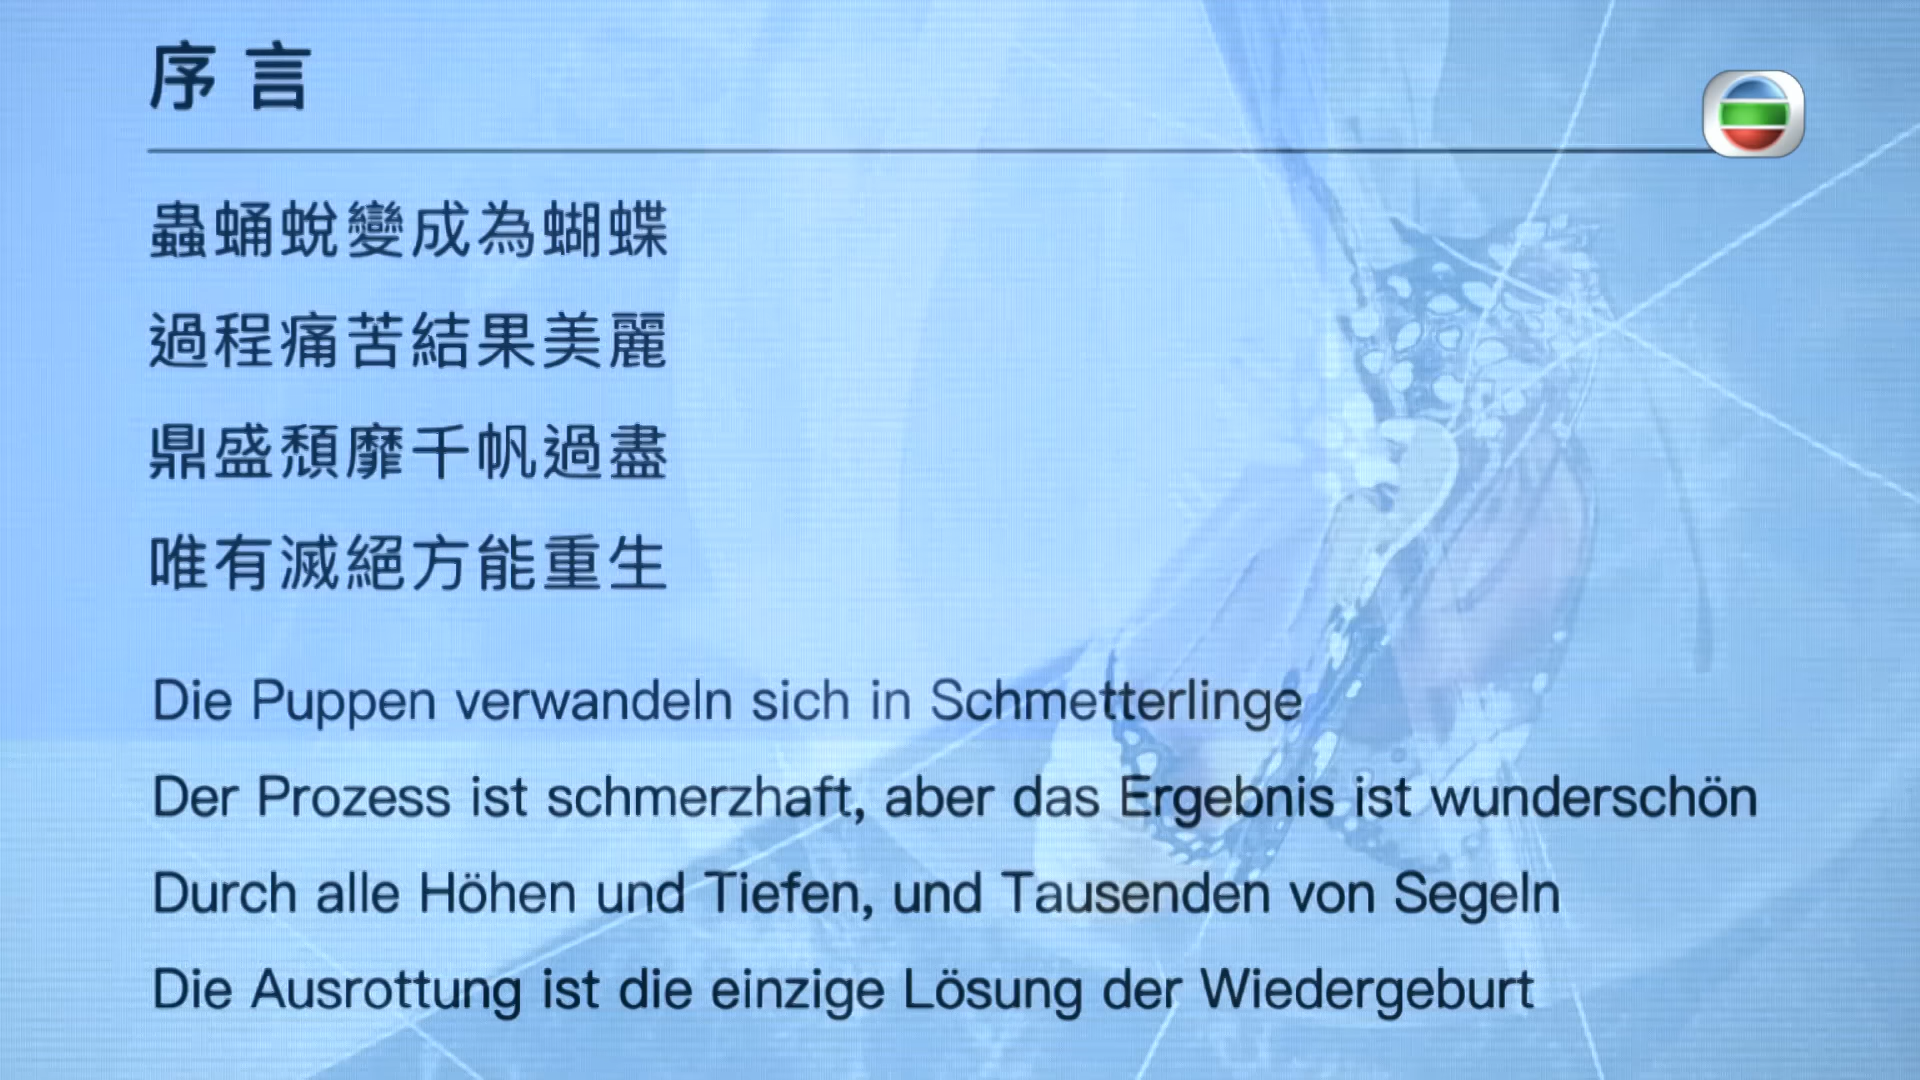 序言
蟲蛹蛻變成為蝴蝶
過程痛苦結果美麗
鼎盛頹靡千帆過盡
唯有滅絕方能重生
Die Puppen verwandeln sich in Schmetterlinge
Der Prozess ist schmerzhaft, aber das Ergebnis ist wunderschön
Durch alle Höhen und Tiefen, und Tausenden von Segeln
Die Ausrottung ist die einzige Lösung der Wiedergeburt